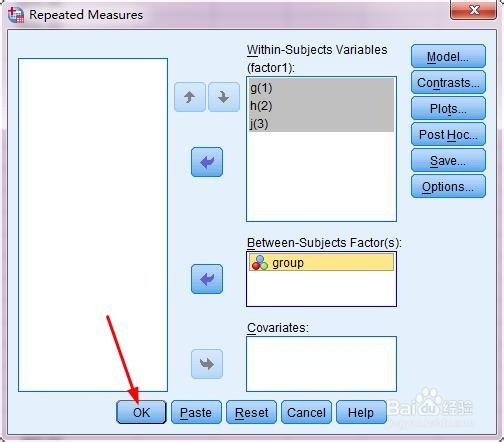 Repeated Measures
Within-Subjects Variables
(factor1):
g(1)
h(2)
j(3)
Between-Subjects Factor(s):
group
Covariates:
Model...
Contrasts...
Plots...
Post Hoc...
Save...
Options...
OK
Paste
Reset
Cancel
Help
Baidu 经验